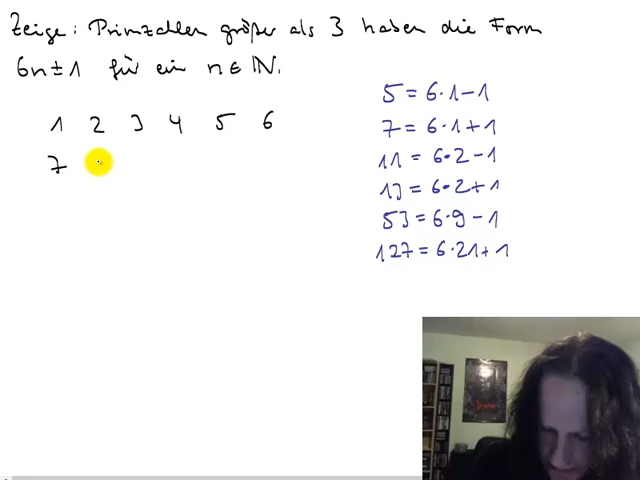 Zeige: Primzahlen größer als 3 haben die Form
6n±1 für ein n∈ℕ.
1 2 3 4 5 6
7
5=6·1-1
7=6·1+1
11=6·2-1
13=6·2+1
53=6·9-1
127=6·21+1